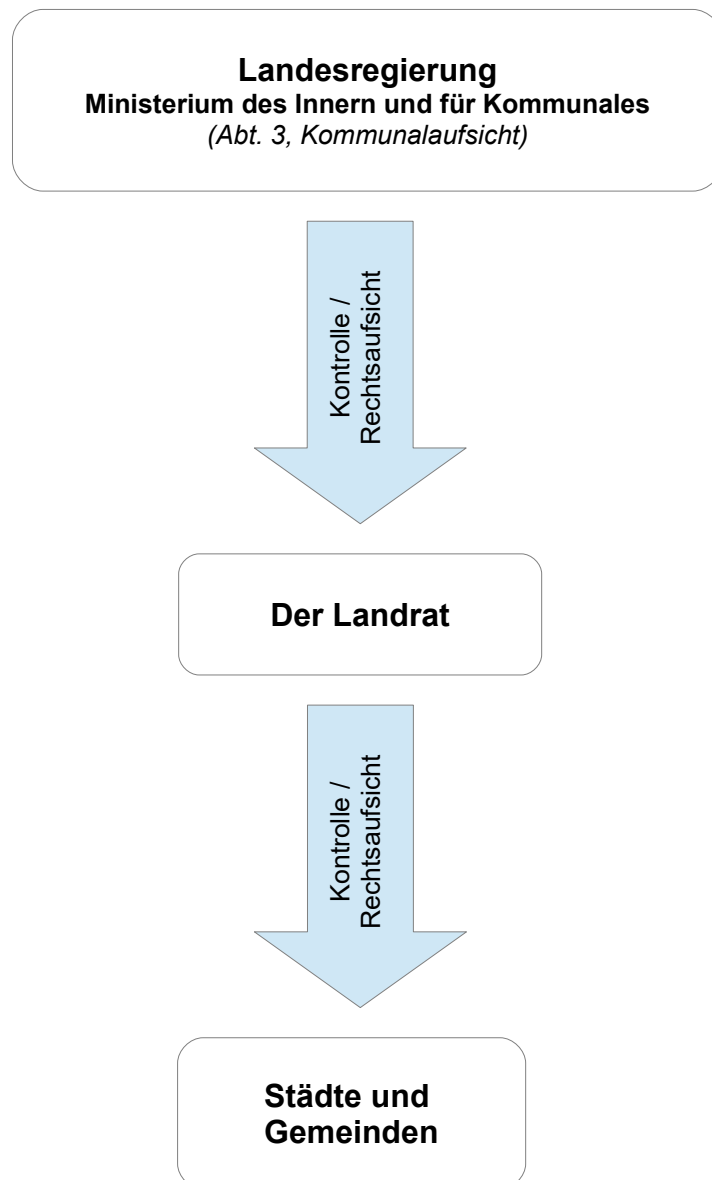 Landesregierung
Ministerium des Innern und für Kommunales
(Abt. 3, Kommunalaufsicht)
Kontrolle /
Rechtsaufsicht
Der Landrat
Kontrolle /
Rechtsaufsicht
Städte und
Gemeinden